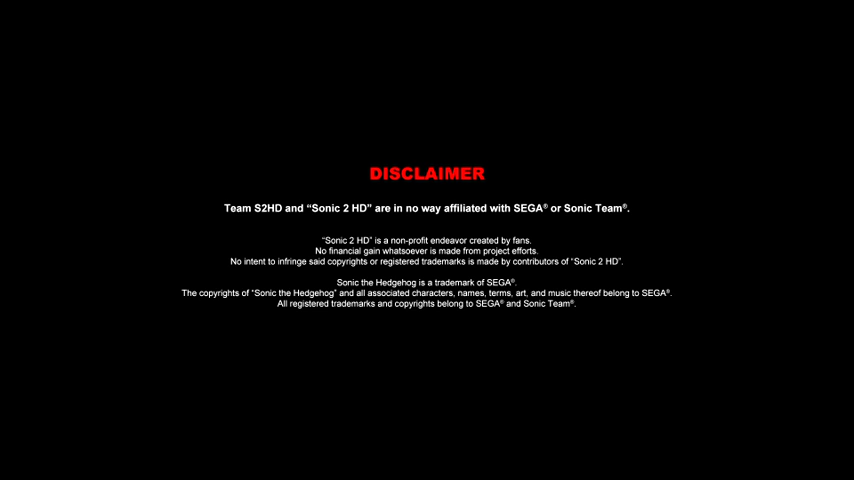 DISCLAIMER
Team S2HD and “Sonic 2 HD” are in no way affiliated with SEGA® or Sonic Team®.
“Sonic 2 HD” is a non-profit endeavor created by fans.
No financial gain whatsoever is made from project efforts.
No intent to infringe said copyrights or registered trademarks is made by contributors of “Sonic 2 HD”.
Sonic the Hedgehog is a trademark of SEGA®.
The copyrights of “Sonic the Hedgehog” and all associated characters, names, terms, art, and music thereof belong to SEGA®.
All registered trademarks and copyrights belong to SEGA® and Sonic Team®.